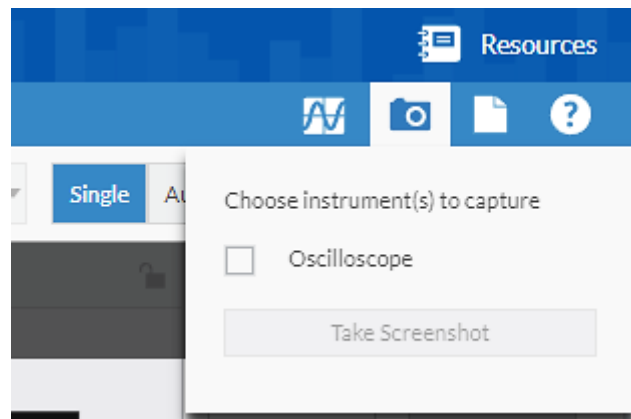 Resources
Single
Choose instrument(s) to capture
Oscilloscope
Take Screenshot